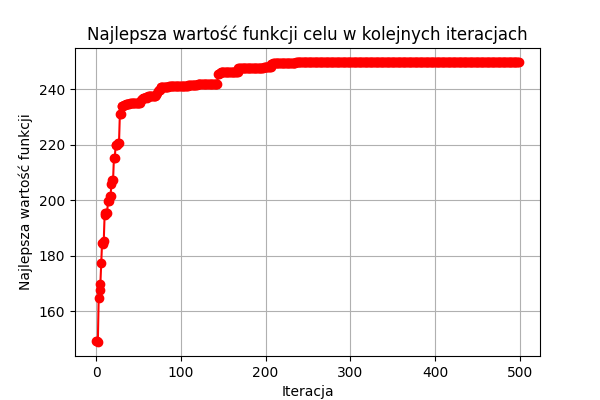 Najlepsza wartość funkcji celu w kolejnych iteracjach
Najlepsza wartość funkcji
240
220
200
180
160
0 100 200 300 400 500
Iteracja